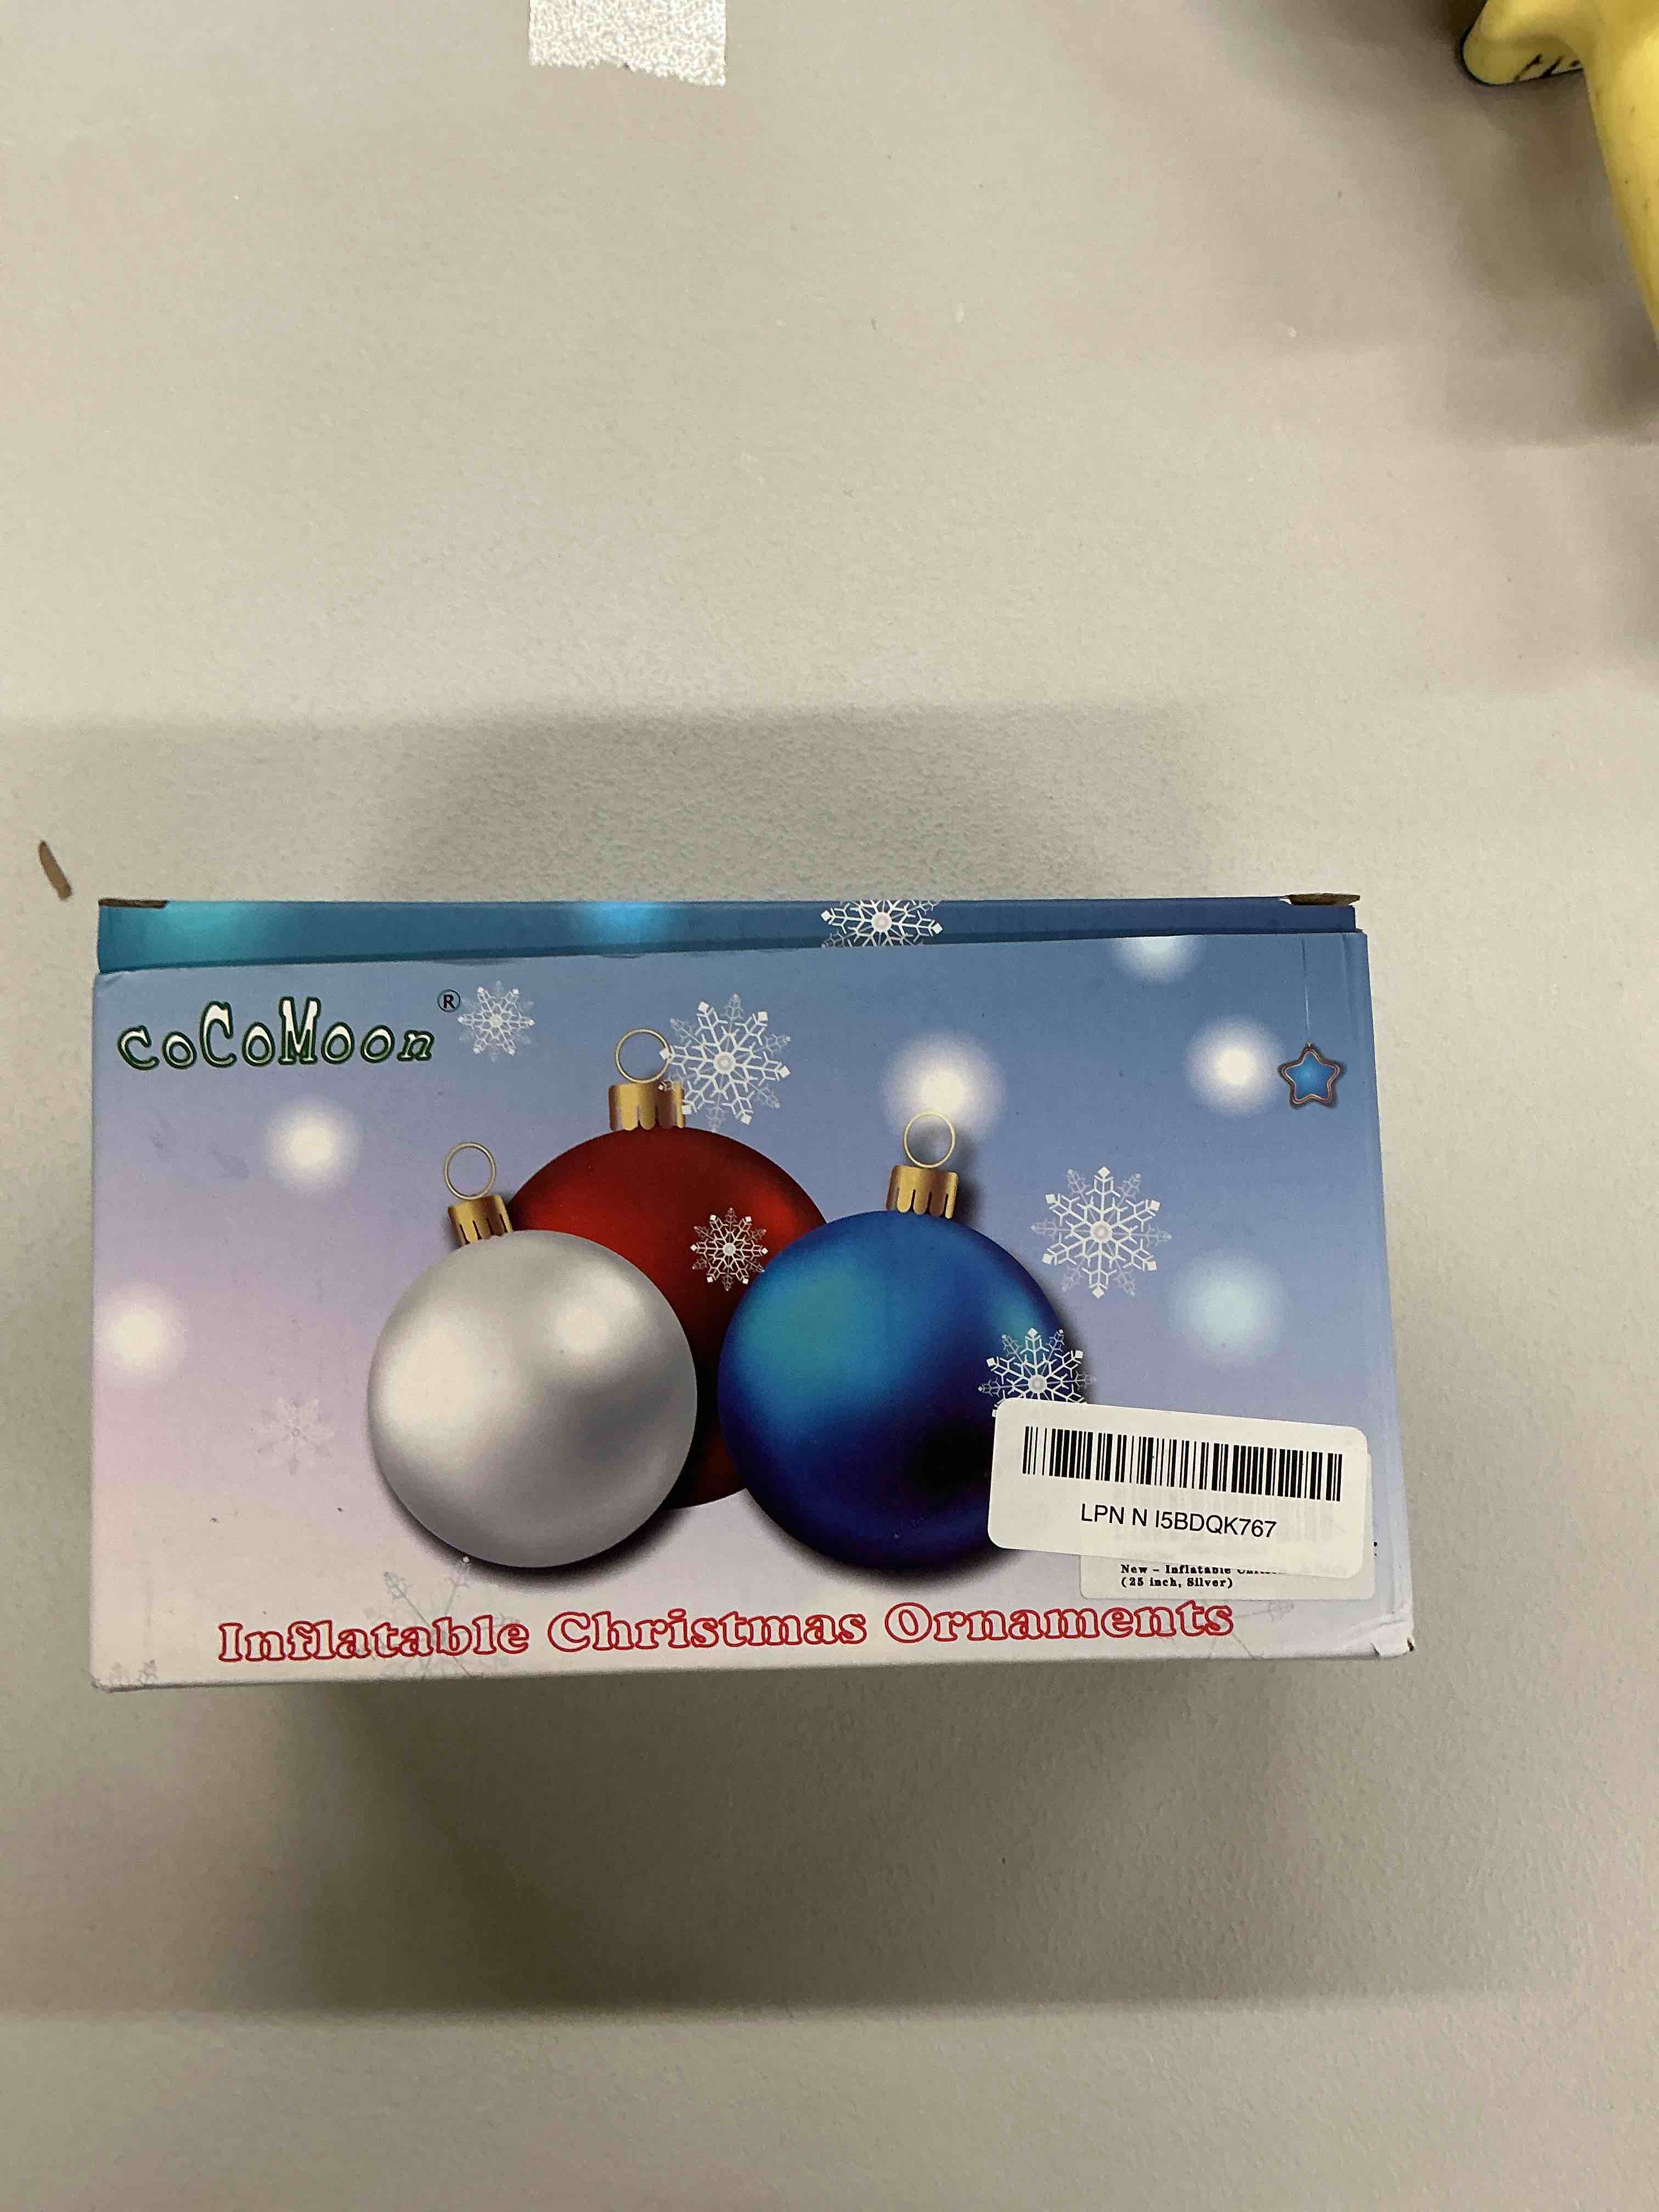 coCoMoon®
LPN N I5BDQK767
New - Inflatable
(25 inch, Silver)
Inflatable Christmas Ornaments